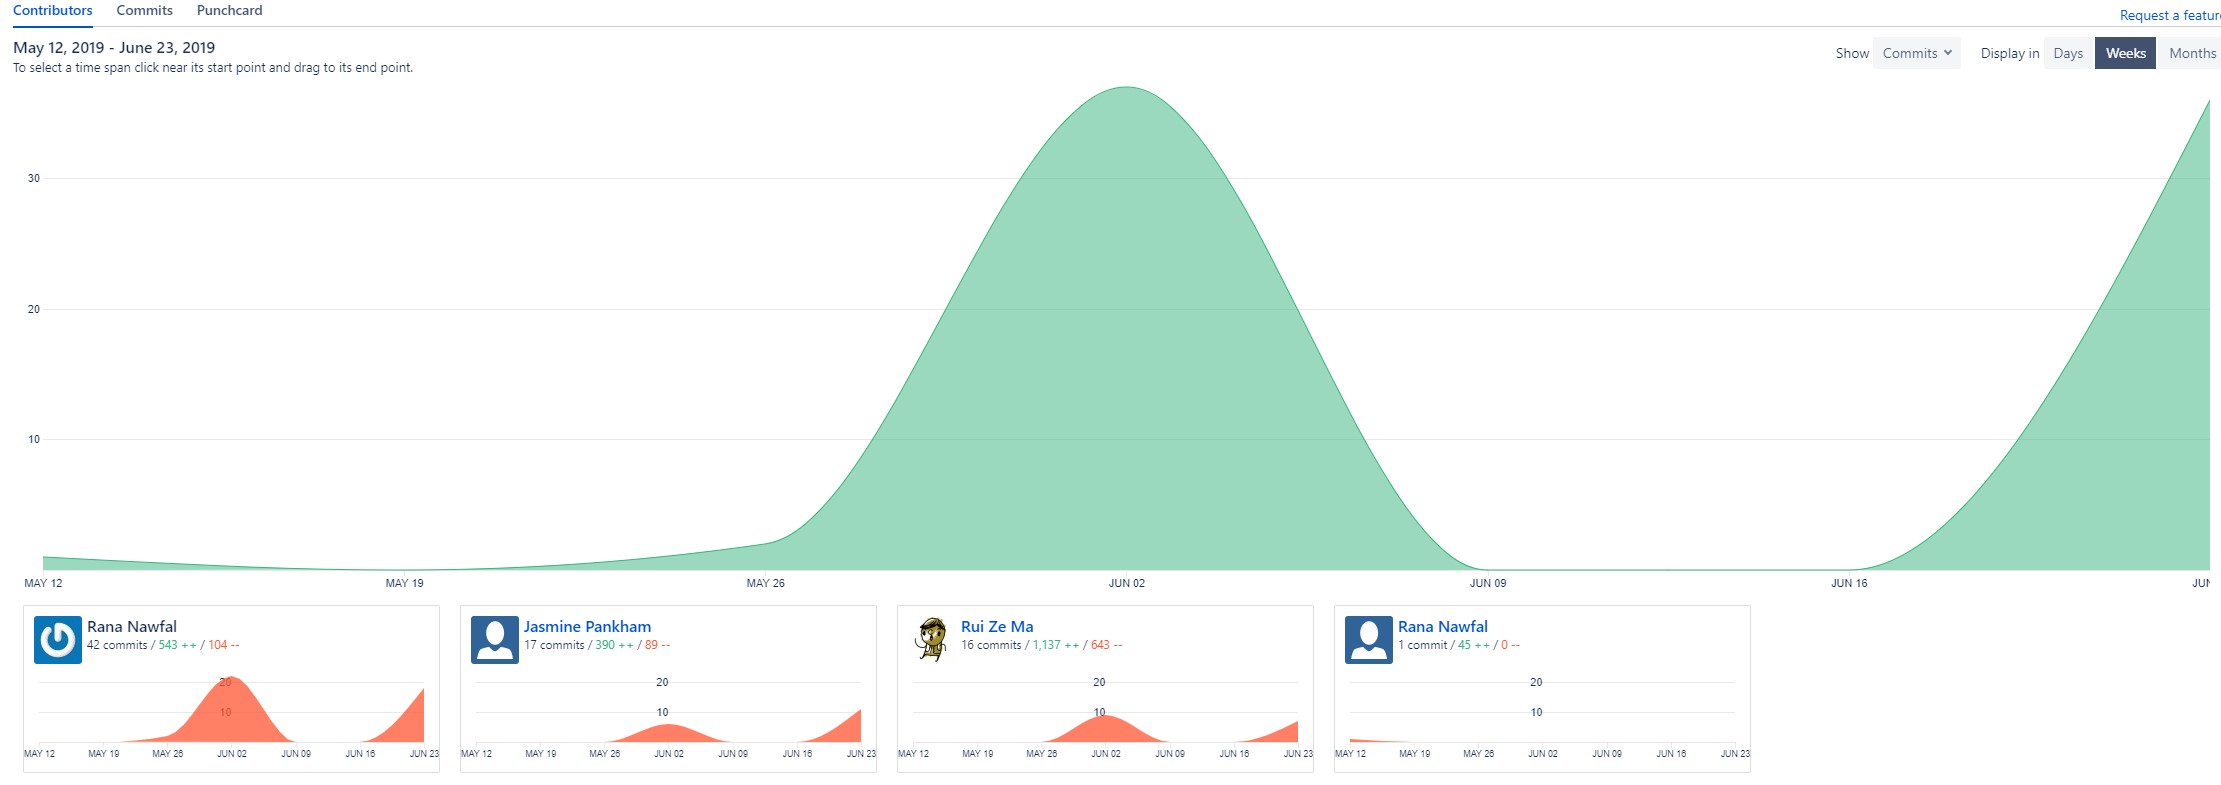 Contributors Commits Punchcard
Request a featur
May 12, 2019 - June 23, 2019
To select a time span click near its start point and drag to its end point.
Show Commits Display in Days Weeks Months
30
20
10
MAY 12 MAY 19 MAY 26 JUN 02 JUN 09 JUN 16 JUN
Rana Nawfal
42 commits / 543 ++ / 104 --
20
10
MAY 12 MAY 19 MAY 26 JUN 02 JUN 09 JUN 16 JUN 23
Jasmine Pankham
17 commits / 390 ++ / 89 --
20
10
MAY 12 MAY 19 MAY 26 JUN 02 JUN 09 JUN 16 JUN 23
Rui Ze Ma
16 commits / 1,137 ++ / 643 --
20
10
MAY 12 MAY 19 MAY 26 JUN 02 JUN 09 JUN 16 JUN 23
Rana Nawfal
1 commit / 45 ++ / 0 --
20
10
MAY 12 MAY 19 MAY 26 JUN 02 JUN 09 JUN 16 JUN 23